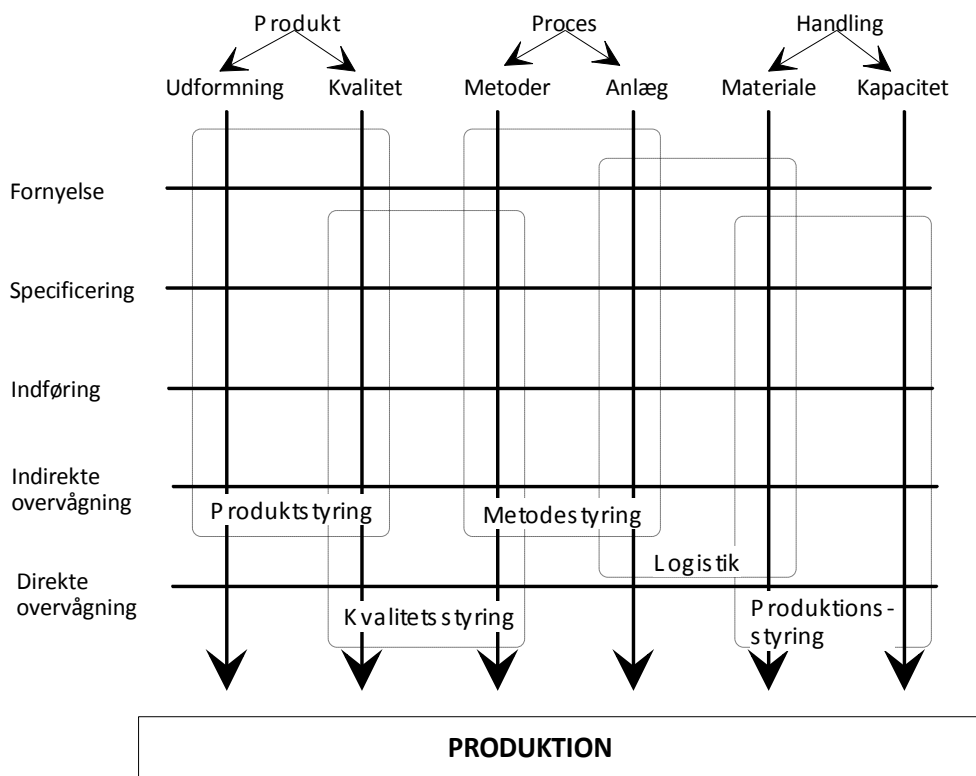 Produkt Proces Handling
Udformning Kvalitet Metoder Anlæg Materiale Kapacitet
Fornyelse
Specificering
Indføring
Indirekte
overvågning
Produktstyring Metodestyring
Logistik
Direkte
overvågning
Kvalitetsstyring
Produktions-
styring
PRODUKTION